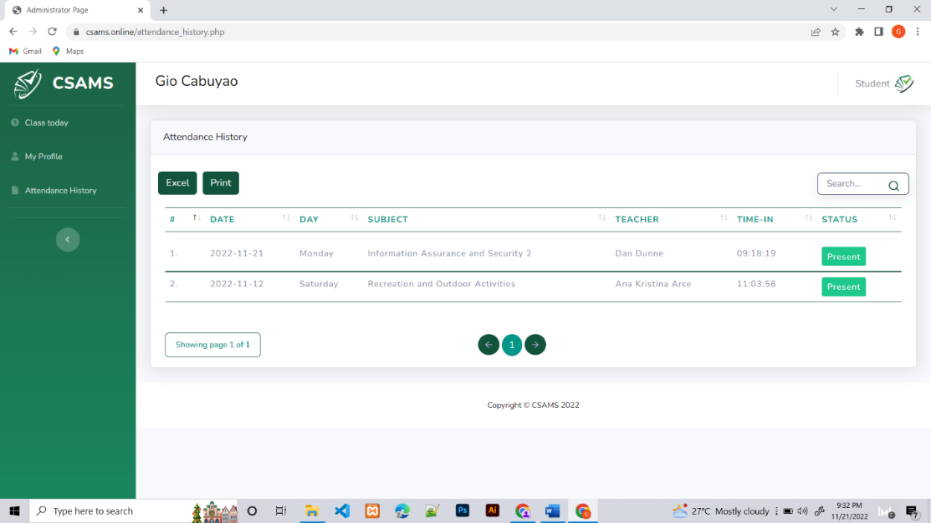 Administrator Page
csams.online/attendance_history.php
G
Gmail Maps
CSAMS
Gio Cabuyao
Student
Class today
My Profile
Attendance History
Attendance History
Excel Print
Search...
# DATE DAY SUBJECT TEACHER TIME-IN STATUS
1. 2022-11-21 Monday Information Assurance and Security 2 Dan Dunne 09:18:19 Present
2. 2022-11-12 Saturday Recreation and Outdoor Activities Ana Kristina Arce 11:03:56 Present
Showing page 1 of 1
1
Copyright © CSAMS 2022
Type here to search
Ps
Ai
27°C Mostly cloudy
9:32 PM
11/21/2022